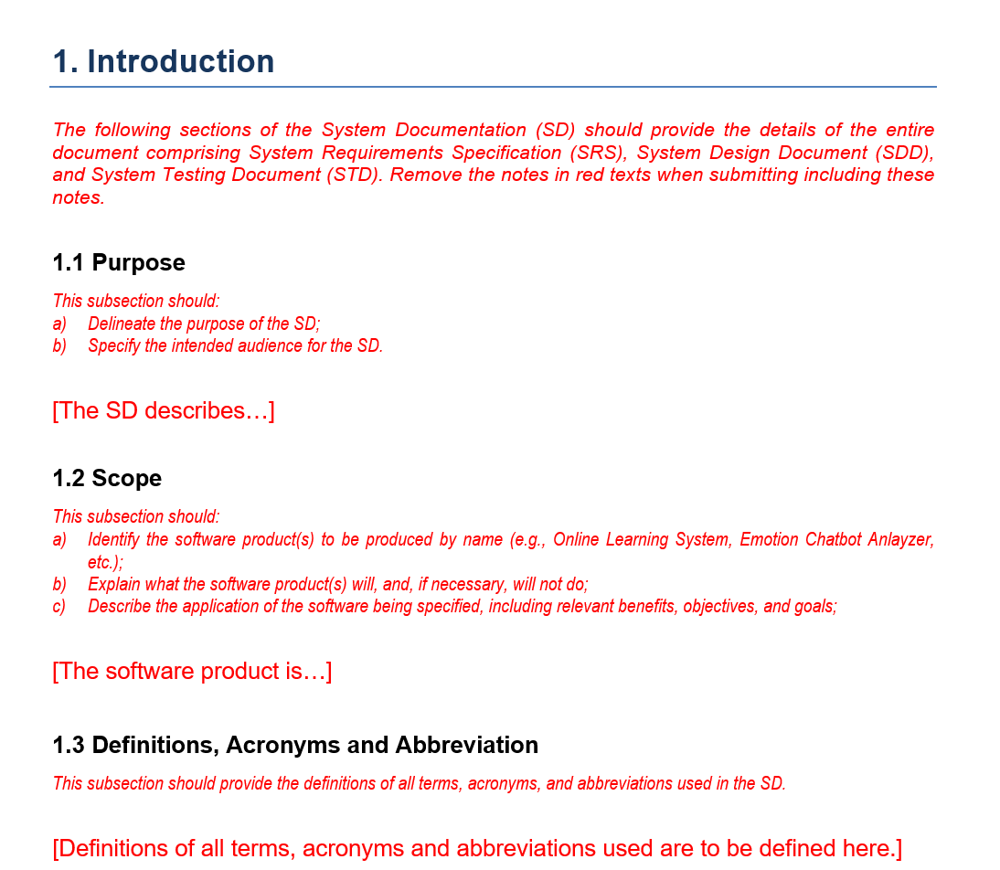 1. Introduction
The following sections of the System Documentation (SD) should provide the details of the entire
document comprising System Requirements Specification (SRS), System Design Document (SDD),
and System Testing Document (STD). Remove the notes in red texts when submitting including these
notes.
1.1 Purpose
This subsection should:
a) Delineate the purpose of the SD;
b) Specify the intended audience for the SD.
[The SD describes…]
1.2 Scope
This subsection should:
a) Identify the software product(s) to be produced by name (e.g., Online Learning System, Emotion Chatbot Anlayzer,
etc.);
b) Explain what the software product(s) will, and, if necessary, will not do;
c) Describe the application of the software being specified, including relevant benefits, objectives, and goals;
[The software product is…]
1.3 Definitions, Acronyms and Abbreviation
This subsection should provide the definitions of all terms, acronyms, and abbreviations used in the SD.
[Definitions of all terms, acronyms and abbreviations used are to be defined here.]